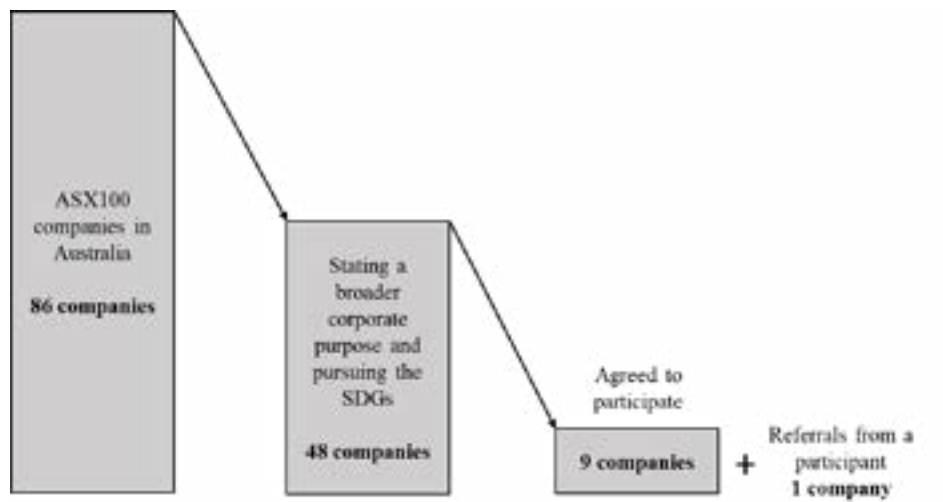 ASX100
companies in
Australia
86 companies
Stating a
broader
corporate
purpose and
pursuing the
SDGs
48 companies
Agreed to
participate
9 companies
+
Referrals from a
participant
1 company